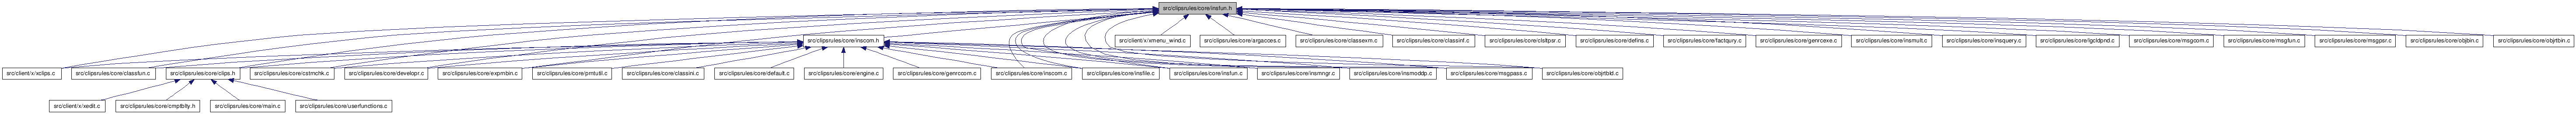 src/clipsrules/core/insfun.h
src/clipsrules/core/inscom.h
src/client/x/xmenu_wind.c
src/clipsrules/core/argacces.c
src/clipsrules/core/classexm.c
src/clipsrules/core/classinf.c
src/clipsrules/core/clsltpsr.c
src/clipsrules/core/defins.c
src/clipsrules/core/factqury.c
src/clipsrules/core/genrcexe.c
src/clipsrules/core/insmult.c
src/clipsrules/core/insquery.c
src/clipsrules/core/lgcldpnd.c
src/clipsrules/core/msgcom.c
src/clipsrules/core/msgfun.c
src/clipsrules/core/msgpsr.c
src/clipsrules/core/objbin.c
src/clipsrules/core/objrtbin.c
src/client/x/xclips.c
src/clipsrules/core/classfun.c
src/clipsrules/core/clips.h
src/clipsrules/core/cstrnchk.c
src/clipsrules/core/developr.c
src/clipsrules/core/exprnbin.c
src/clipsrules/core/prntutil.c
src/clipsrules/core/classini.c
src/clipsrules/core/default.c
src/clipsrules/core/engine.c
src/clipsrules/core/genrccom.c
src/clipsrules/core/inscom.c
src/clipsrules/core/insfile.c
src/clipsrules/core/insfun.c
src/clipsrules/core/insmngr.c
src/clipsrules/core/insmoddp.c
src/clipsrules/core/msgpass.c
src/clipsrules/core/objrtbld.c
src/client/x/xedit.c
src/clipsrules/core/cmptblty.h
src/clipsrules/core/main.c
src/clipsrules/core/userfunctions.c